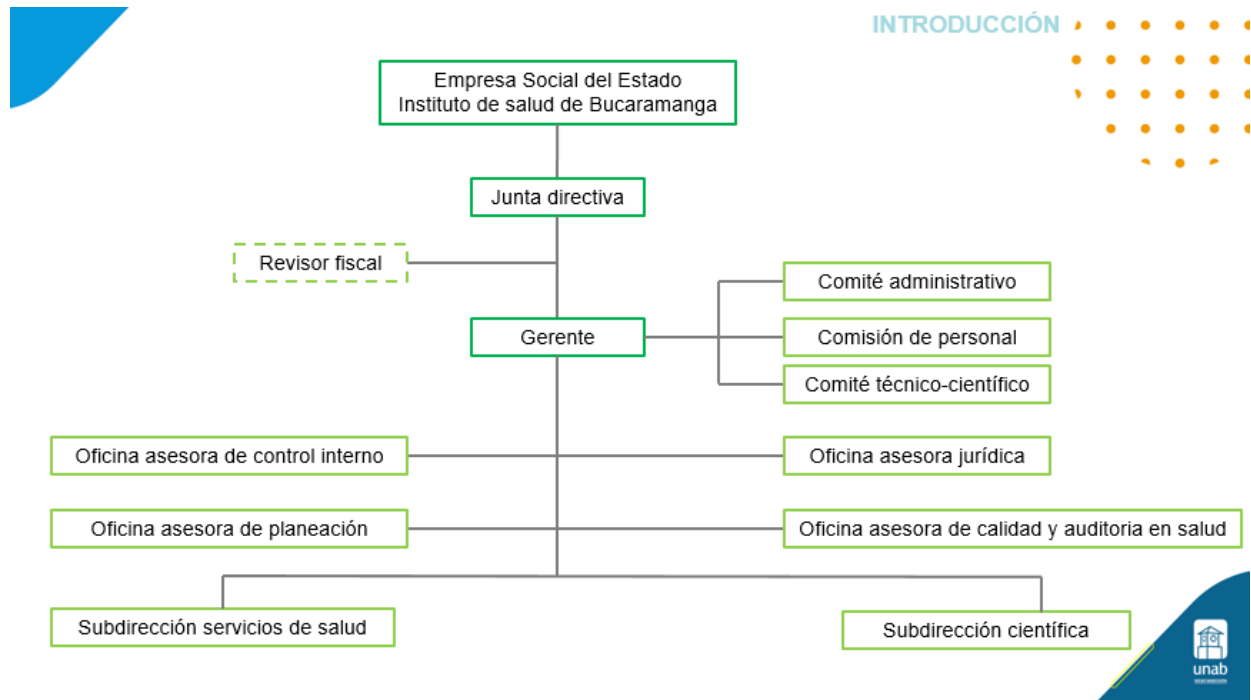 INTRODUCCIÓN
Empresa Social del Estado
Instituto de salud de Bucaramanga
Junta directiva
Revisor fiscal
Comité administrativo
Gerente
Comisión de personal
Comité técnico-científico
Oficina asesora de control interno
Oficina asesora jurídica
Oficina asesora de planeación
Oficina asesora de calidad y auditoria en salud
Subdirección servicios de salud
Subdirección científica
unab